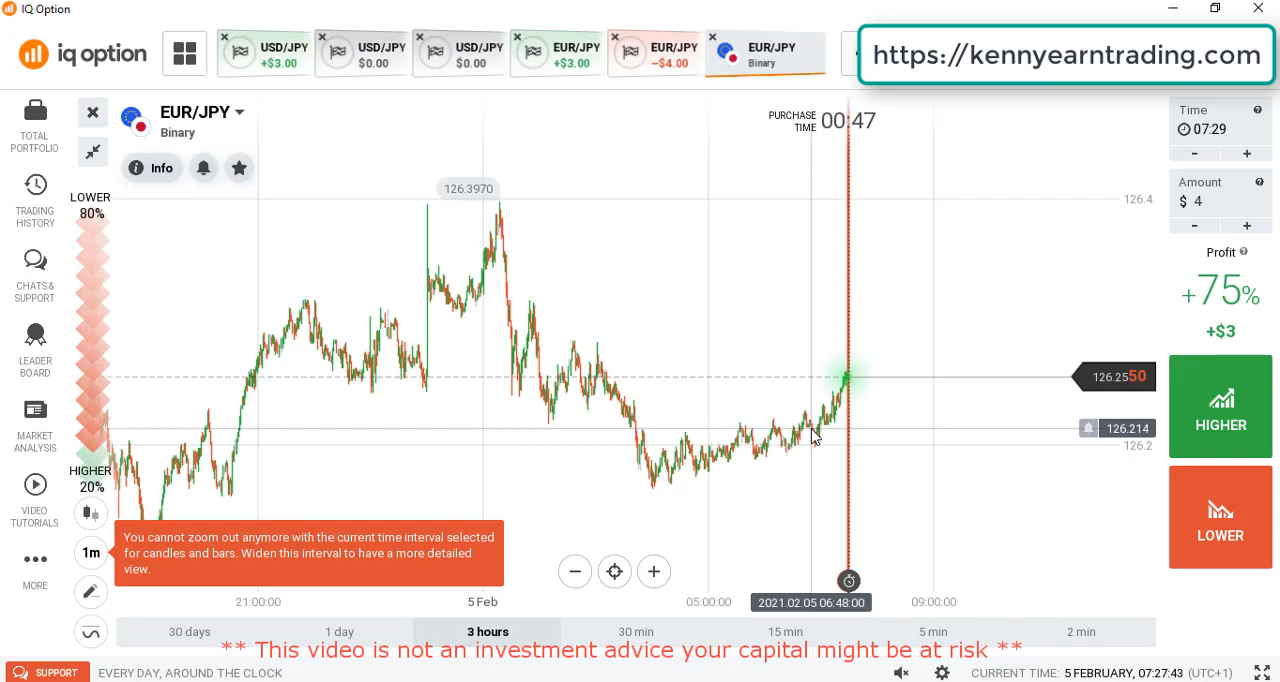 IQ Option
iq option
USD/JPY
+$3.00
USD/JPY
$0.00
USD/JPY
$0.00
EUR/JPY
+$3.00
EUR/JPY
−$4.00
EUR/JPY
Binary
https://kennyearntrading.com
TOTAL
PORTFOLIO
TRADING
HISTORY
CHATS &
SUPPORT
LEADER
BOARD
MARKET
ANALYSIS
VIDEO
TUTORIALS
MORE
EUR/JPY
Binary
Info
LOWER
80%
HIGHER
20%
1m
You cannot zoom out anymore with the current time interval selected
for candles and bars. Widen this interval to have a more detailed
view.
PURCHASE
TIME
00:47
126.3970
126.4
126.2550
126.214
126.2
21:00:00
5 Feb
05:00:00
2021.02.05 06:48:00
09:00:00
30 days
1 day
3 hours
30 min
15 min
5 min
2 min
Time
07:29
- +
Amount
$ 4
- +
Profit
+75%
+$3
HIGHER
LOWER
** This video is not an investment advice your capital might be at risk **
SUPPORT
EVERY DAY, AROUND THE CLOCK
CURRENT TIME: 5 FEBRUARY, 07:27:43 (UTC+1)